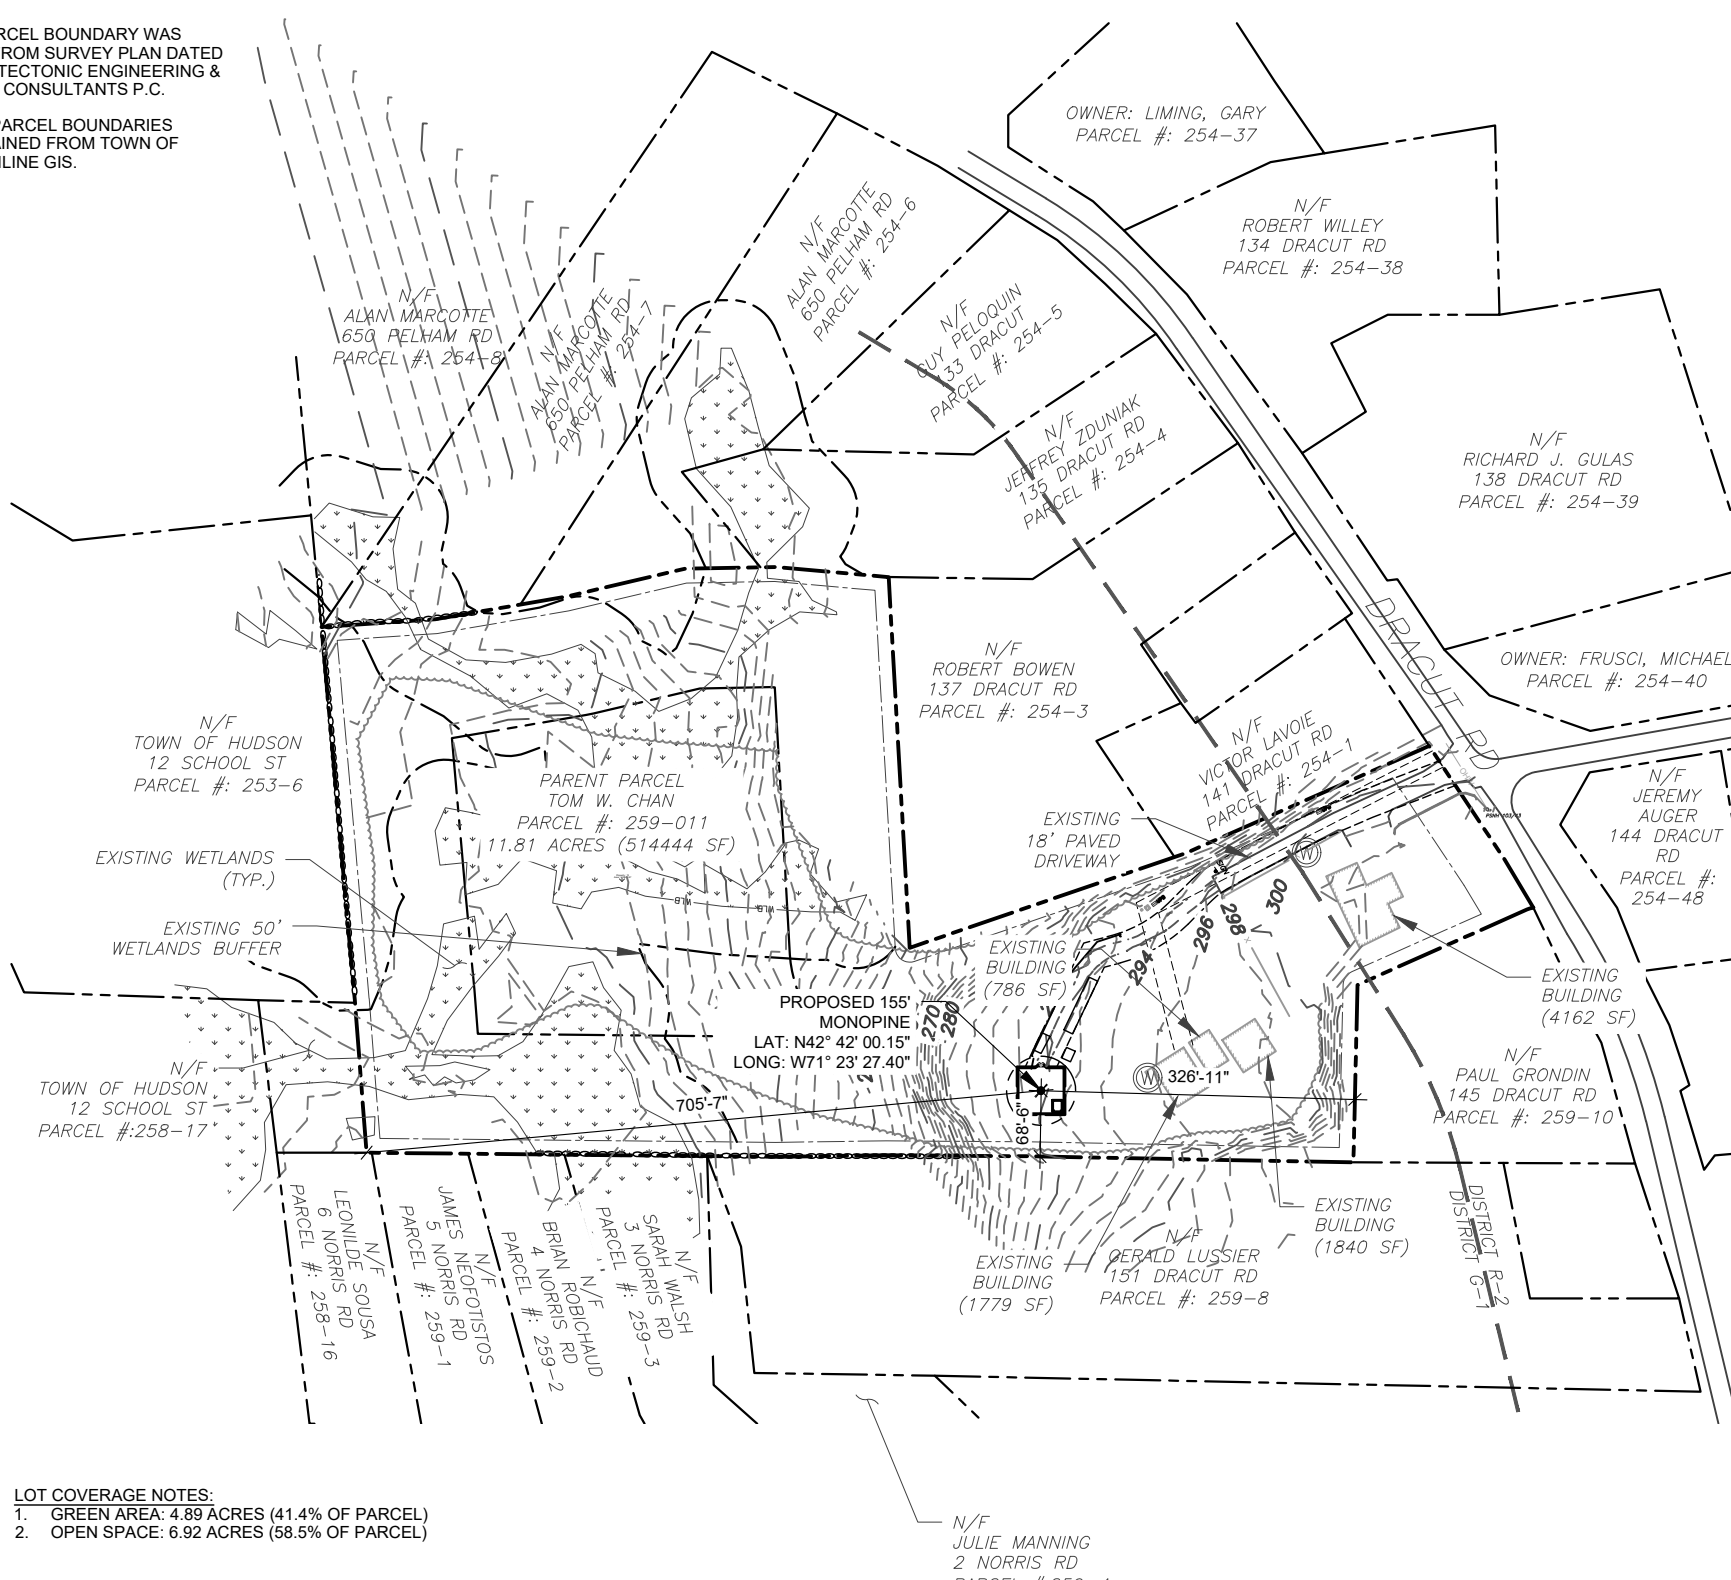 RCEL BOUNDARY WAS
ROM SURVEY PLAN DATED
TECTONIC ENGINEERING &
CONSULTANTS P.C.
PARCEL BOUNDARIES
AINED FROM TOWN OF
NLINE GIS.
OWNER: LIMING, GARY
PARCEL #: 254-37
N/F
ROBERT WILLEY
134 DRACUT RD
PARCEL #: 254-38
N/F
ALAN MARCOTTE
650 PELHAM RD
PARCEL #: 254-6
N/F
ALAN MARCOTTE
650 PELHAM RD
PARCEL #: 254-8
N/F
ALAN MARCOTTE
650 PELHAM RD
PARCEL #: 254-7
N/F
GUY PELOQUIN
133 DRACUT
PARCEL #: 254-5
N/F
JEFFREY ZDUNIAK
135 DRACUT RD
PARCEL #: 254-4
N/F
RICHARD J. GULAS
138 DRACUT RD
PARCEL #: 254-39
DRACUT RD
N/F
ROBERT BOWEN
137 DRACUT RD
PARCEL #: 254-3
OWNER: FRUSCI, MICHAEL
PARCEL #: 254-40
N/F
TOWN OF HUDSON
12 SCHOOL ST
PARCEL #: 253-6
N/F
VICTOR LAVOIE
141 DRACUT RD
PARCEL #: 254-1
PARENT PARCEL
TOM W. CHAN
PARCEL #: 259-011
11.81 ACRES (514444 SF)
N/F
JEREMY
AUGER
144 DRACUT
RD
PARCEL #:
254-48
EXISTING
18' PAVED
DRIVEWAY
EXISTING WETLANDS
(TYP.)
WLB
WLB
W
300
298
296
294
EXISTING 50'
WETLANDS BUFFER
EXISTING
BUILDING
(786 SF)
EXISTING
BUILDING
(4162 SF)
PROPOSED 155'
MONOPINE
LAT: N42° 42' 00.15"
LONG: W71° 23' 27.40"
270
280
N/F
TOWN OF HUDSON
12 SCHOOL ST
PARCEL #:258-17
705'-7"
68'-6"
W
326'-11"
N/F
PAUL GRONDIN
145 DRACUT RD
PARCEL #: 259-10
N/F
LEONILDE SOUSA
6 NORRIS RD
PARCEL #: 258-16
N/F
JAMES NEOFOTISTOS
5 NORRIS RD
PARCEL #: 259-1
N/F
BRIAN ROBICHAUD
4 NORRIS RD
PARCEL #: 259-2
N/F
SARAH WALSH
3 NORRIS RD
PARCEL #: 259-3
EXISTING
BUILDING
(1779 SF)
N/F
GERALD LUSSIER
151 DRACUT RD
PARCEL #: 259-8
EXISTING
BUILDING
(1840 SF)
DISTRICT R-2
DISTRICT G-1
LOT COVERAGE NOTES:
1. GREEN AREA: 4.89 ACRES (41.4% OF PARCEL)
2. OPEN SPACE: 6.92 ACRES (58.5% OF PARCEL)
N/F
JULIE MANNING
2 NORRIS RD